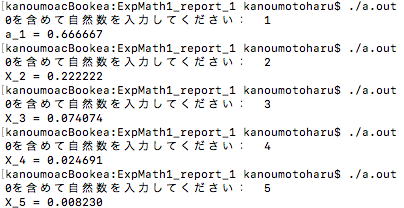 [kanoumoacBookea:ExpMath1_report_1 kanoumotoharu$ ./a.out
0を含めて自然数を入力してください： 1
a_1 = 0.666667
[kanoumoacBookea:ExpMath1_report_1 kanoumotoharu$ ./a.out
0を含めて自然数を入力してください： 2
X_2 = 0.222222
[kanoumoacBookea:ExpMath1_report_1 kanoumotoharu$ ./a.out
0を含めて自然数を入力してください： 3
X_3 = 0.074074
[kanoumoacBookea:ExpMath1_report_1 kanoumotoharu$ ./a.out
0を含めて自然数を入力してください： 4
X_4 = 0.024691
[kanoumoacBookea:ExpMath1_report_1 kanoumotoharu$ ./a.out
0を含めて自然数を入力してください： 5
X_5 = 0.008230